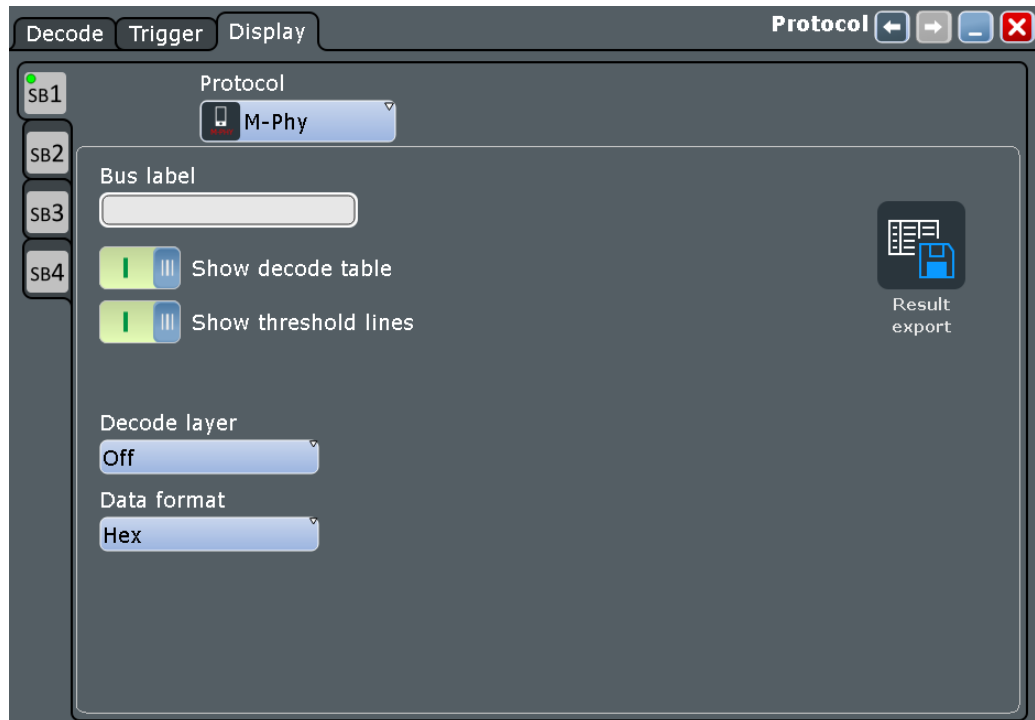 Decode Trigger Display Protocol
SB1
Protocol
M-Phy
SB2
Bus label
SB3
Show decode table
SB4
Show threshold lines
Result
export
Decode layer
Off
Data format
Hex